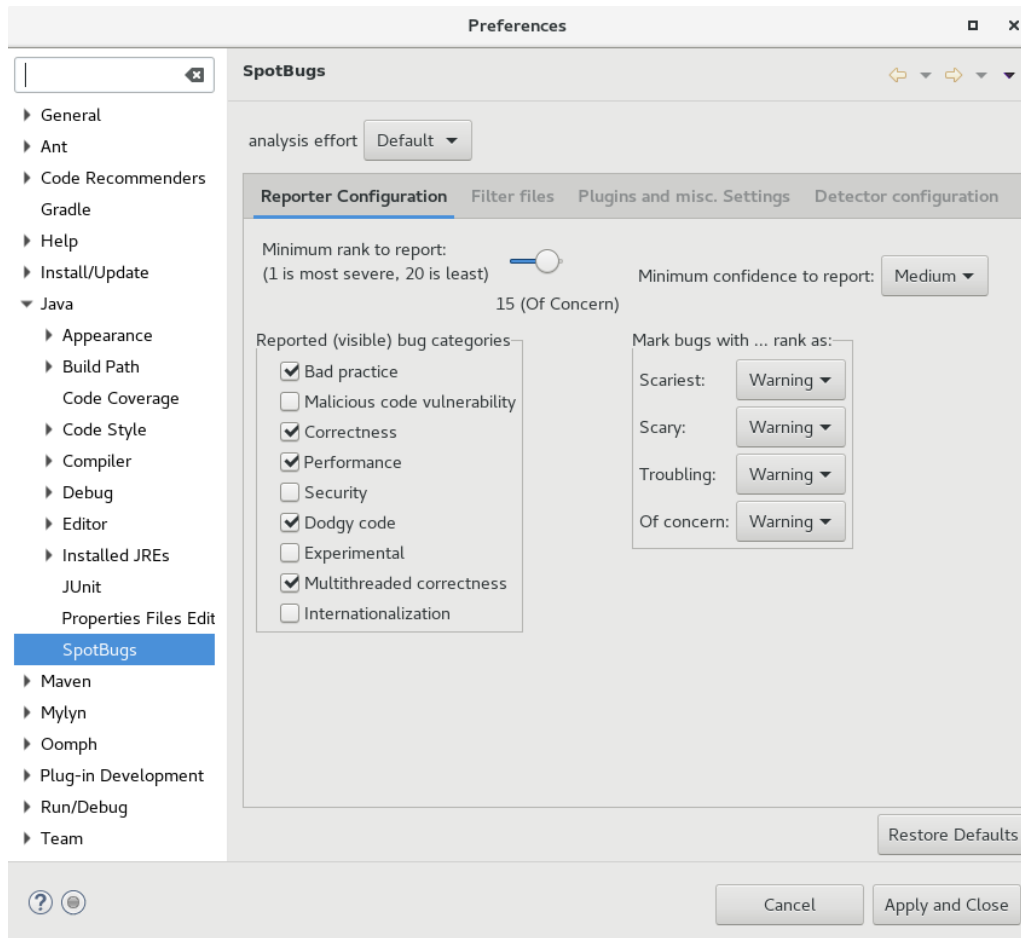 Preferences
SpotBugs
General
Ant
Code Recommenders
Gradle
Help
Install/Update
Java
Appearance
Build Path
Code Coverage
Code Style
Compiler
Debug
Editor
Installed JREs
JUnit
Properties Files Edit
SpotBugs
Maven
Mylyn
Oomph
Plug-in Development
Run/Debug
Team
analysis effort Default
Reporter Configuration Filter files Plugins and misc. Settings Detector configuration
Minimum rank to report:
(1 is most severe, 20 is least)
15 (Of Concern)
Minimum confidence to report: Medium
Reported (visible) bug categories
Bad practice
Malicious code vulnerability
Correctness
Performance
Security
Dodgy code
Experimental
Multithreaded correctness
Internationalization
Mark bugs with ... rank as:
Scariest: Warning
Scary: Warning
Troubling: Warning
Of concern: Warning
Restore Defaults
?
Cancel Apply and Close